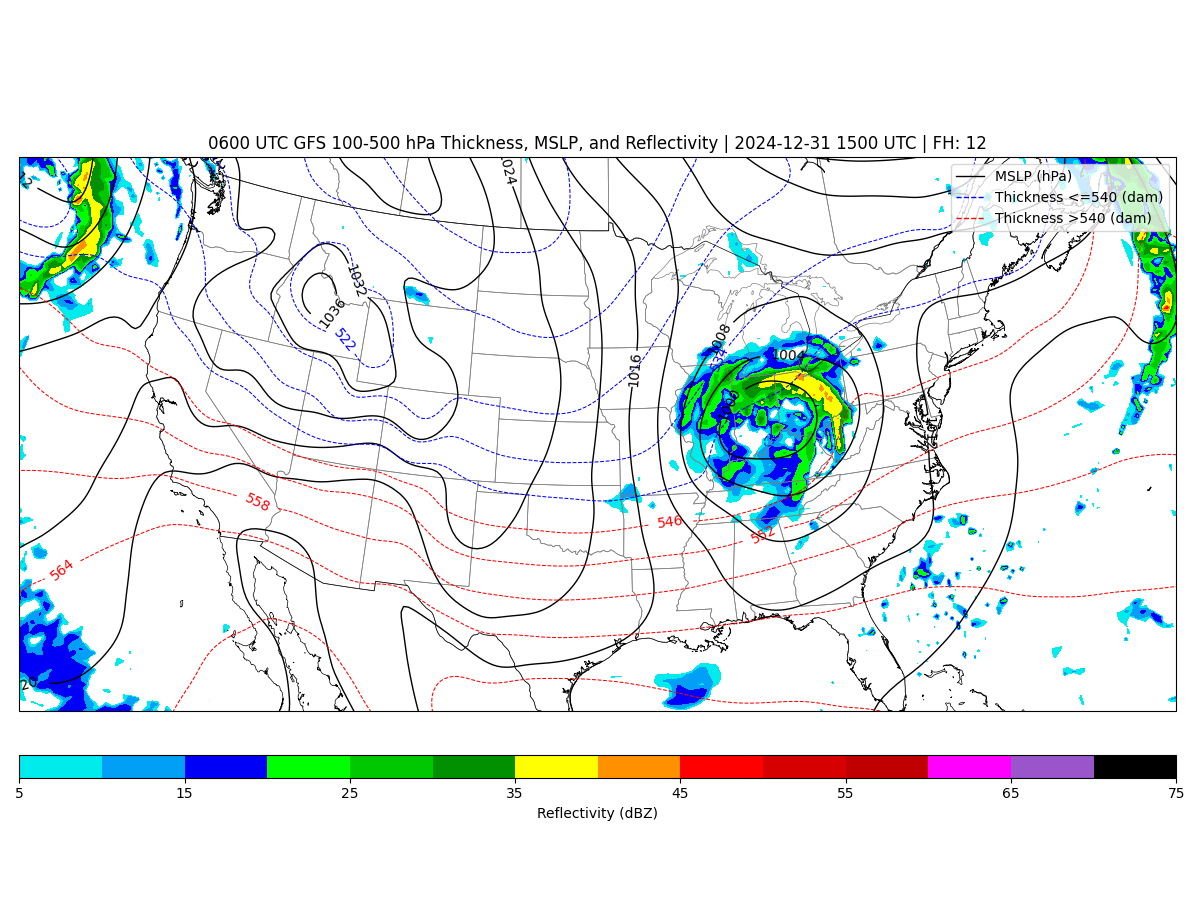 0600 UTC GFS 100-500 hPa Thickness, MSLP, and Reflectivity | 2024-12-31 1500 UTC | FH: 12
MSLP (hPa)
Thickness <=540 (dam)
Thickness >540 (dam)
1024
1032
1036
522
1008
1004
1016
558
546
552
564
5 15 25 35 45 55 65 75
Reflectivity (dBZ)